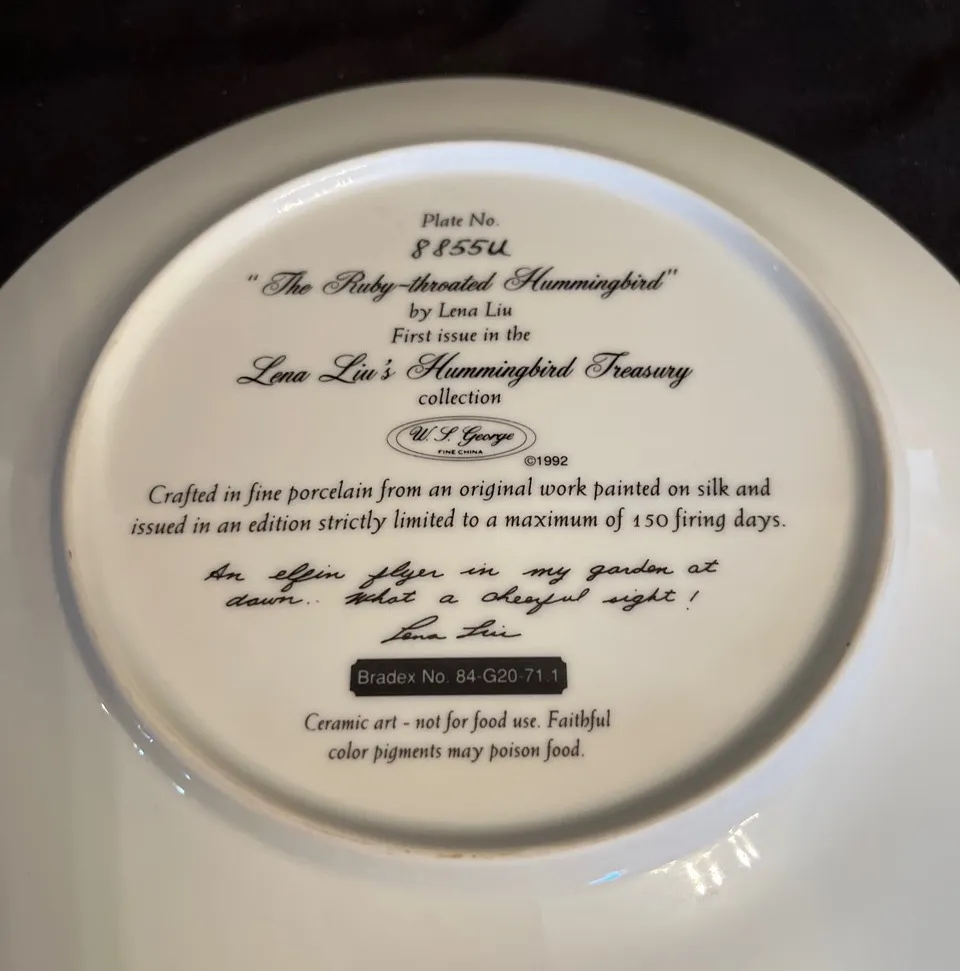 Plate No.
8855U
"The Ruby-throated Hummingbird"
by Lena Liu
First issue in the
Lena Liu's Hummingbird Treasury
collection
W. S. George
FINE CHINA
©1992
Crafted in fine porcelain from an original work painted on silk and
issued in an edition strictly limited to a maximum of 150 firing days.
An elfin flyer in my garden at
dawn.. What a cheerful sight!
Lena Liu
Bradex No. 84-G20-71.1
Ceramic art - not for food use. Faithful
color pigments may poison food.